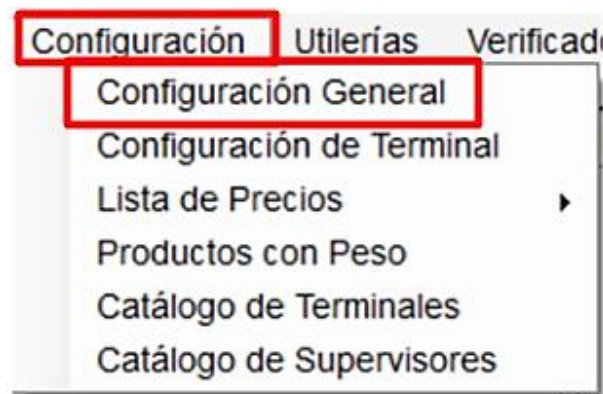 Configuración Utilerías
Configuración General
Configuración de Terminal
Lista de Precios
Productos con Peso
Catálogo de Terminales
Catálogo de Supervisores